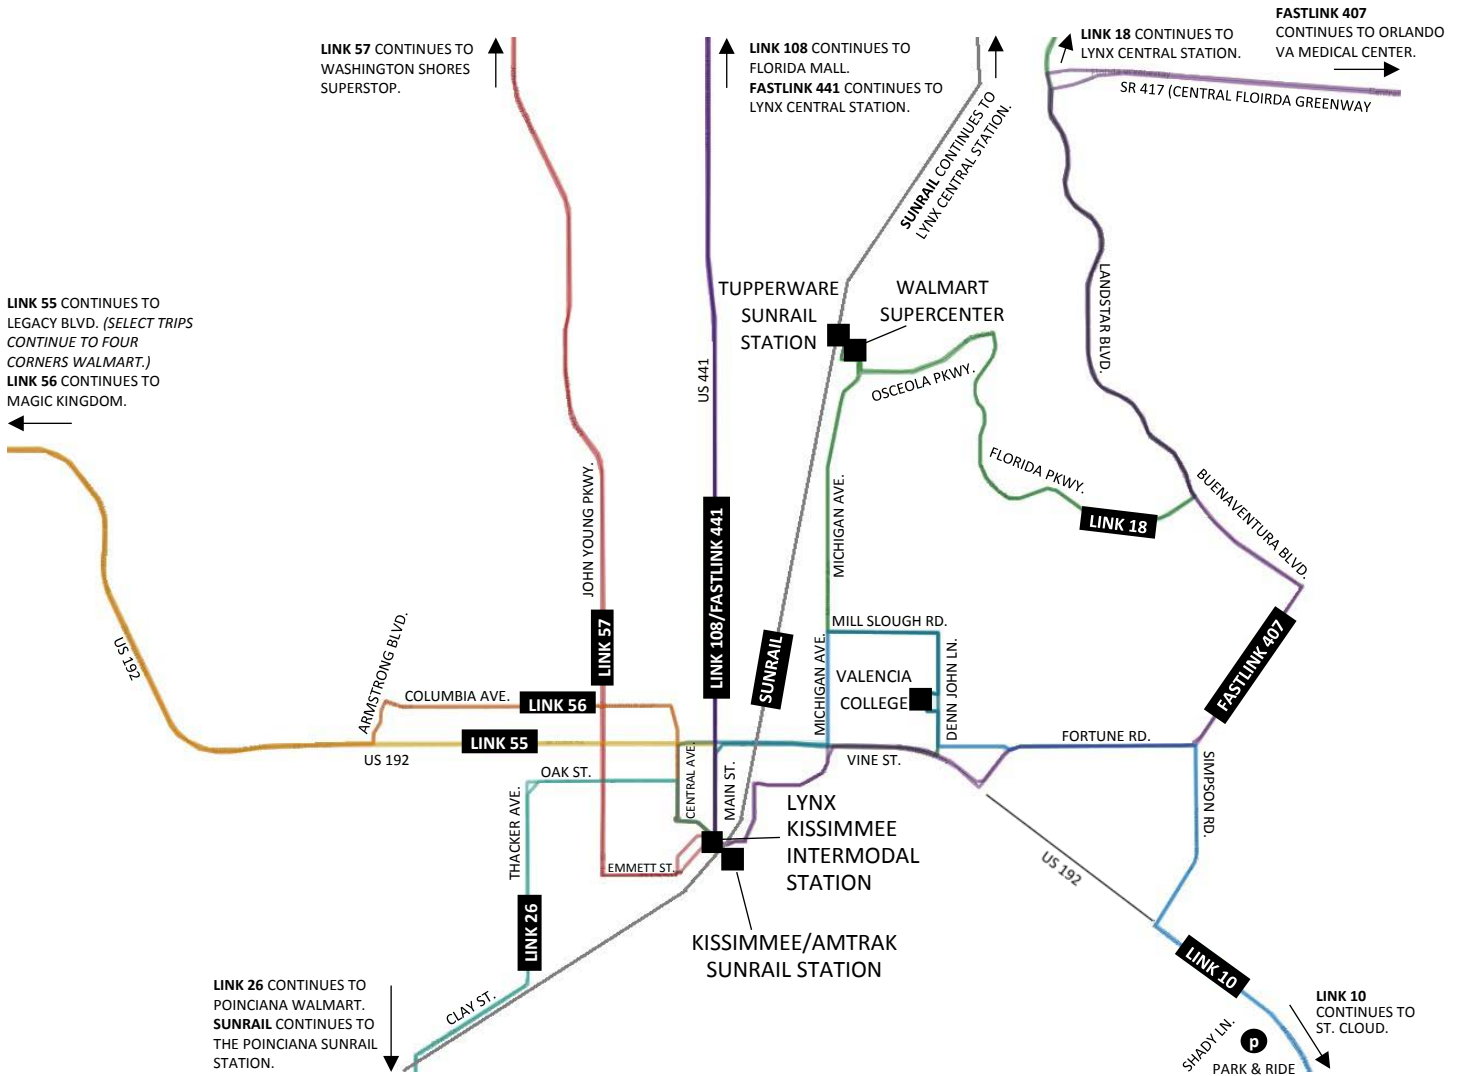 FASTLINK 407
CONTINUES TO ORLANDO
VA MEDICAL CENTER.
LINK 18 CONTINUES TO
LYNX CENTRAL STATION.
LINK 57 CONTINUES TO
WASHINGTON SHORES
SUPERSTOP.
LINK 108 CONTINUES TO
FLORIDA MALL.
FASTLINK 441 CONTINUES TO
LYNX CENTRAL STATION.
SR 417 (CENTRAL FLOIRDA GREENWAY
SUNRAIL CONTINUES TO
LYNX CENTRAL STATION.
LANDSTAR BLVD.
TUPPERWARE
SUNRAIL
STATION
WALMART
SUPERCENTER
LINK 55 CONTINUES TO
LEGACY BLVD. (SELECT TRIPS
CONTINUE TO FOUR
CORNERS WALMART.)
LINK 56 CONTINUES TO
MAGIC KINGDOM.
US 441
OSCEOLA PKWY.
FLORIDA PKWY.
BUENAVENTURA BLVD.
LINK 18
JOHN YOUNG PKWY.
MICHIGAN AVE.
LINK 108/FASTLINK 441
LINK 57
SUNRAIL
FASTLINK 407
US 192
ARMSTRONG BLVD.
COLUMBIA AVE.
LINK 56
MILL SLOUGH RD.
MICHIGAN AVE.
VALENCIA
COLLEGE
DENN JOHN LN.
LINK 55
US 192
FORTUNE RD.
VINE ST.
OAK ST.
CENTRAL AVE.
MAIN ST.
SIMPSON RD.
THACKER AVE.
LYNX
KISSIMMEE
INTERMODAL
STATION
EMMETT ST.
US 192
LINK 26
KISSIMMEE/AMTRAK
SUNRAIL STATION
LINK 10
CLAY ST.
LINK 26 CONTINUES TO
POINCIANA WALMART.
SUNRAIL CONTINUES TO
THE POINCIANA SUNRAIL
STATION.
LINK 10
CONTINUES TO
ST. CLOUD.
SHADY LN.
p
PARK & RIDE